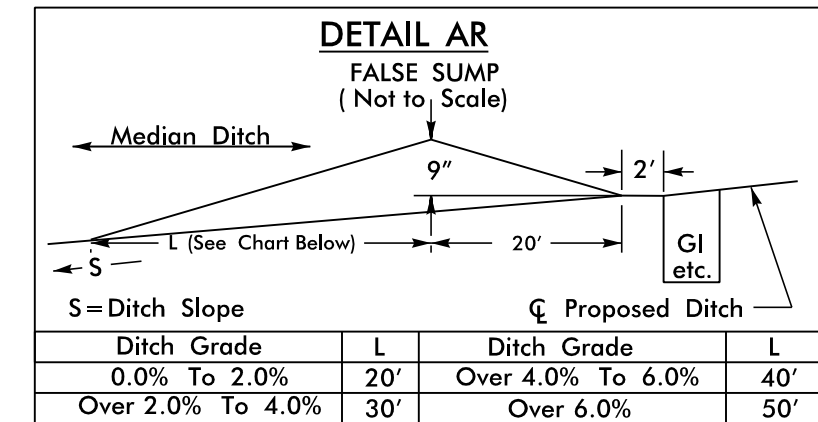 DETAIL AR
FALSE SUMP
( Not to Scale)
Median Ditch
9"
2'
L (See Chart Below)
20'
GI
etc.
S
S=Ditch Slope
℄ Proposed Ditch
Ditch Grade L Ditch Grade L
0.0% To 2.0% 20' Over 4.0% To 6.0% 40'
Over 2.0% To 4.0% 30' Over 6.0% 50'